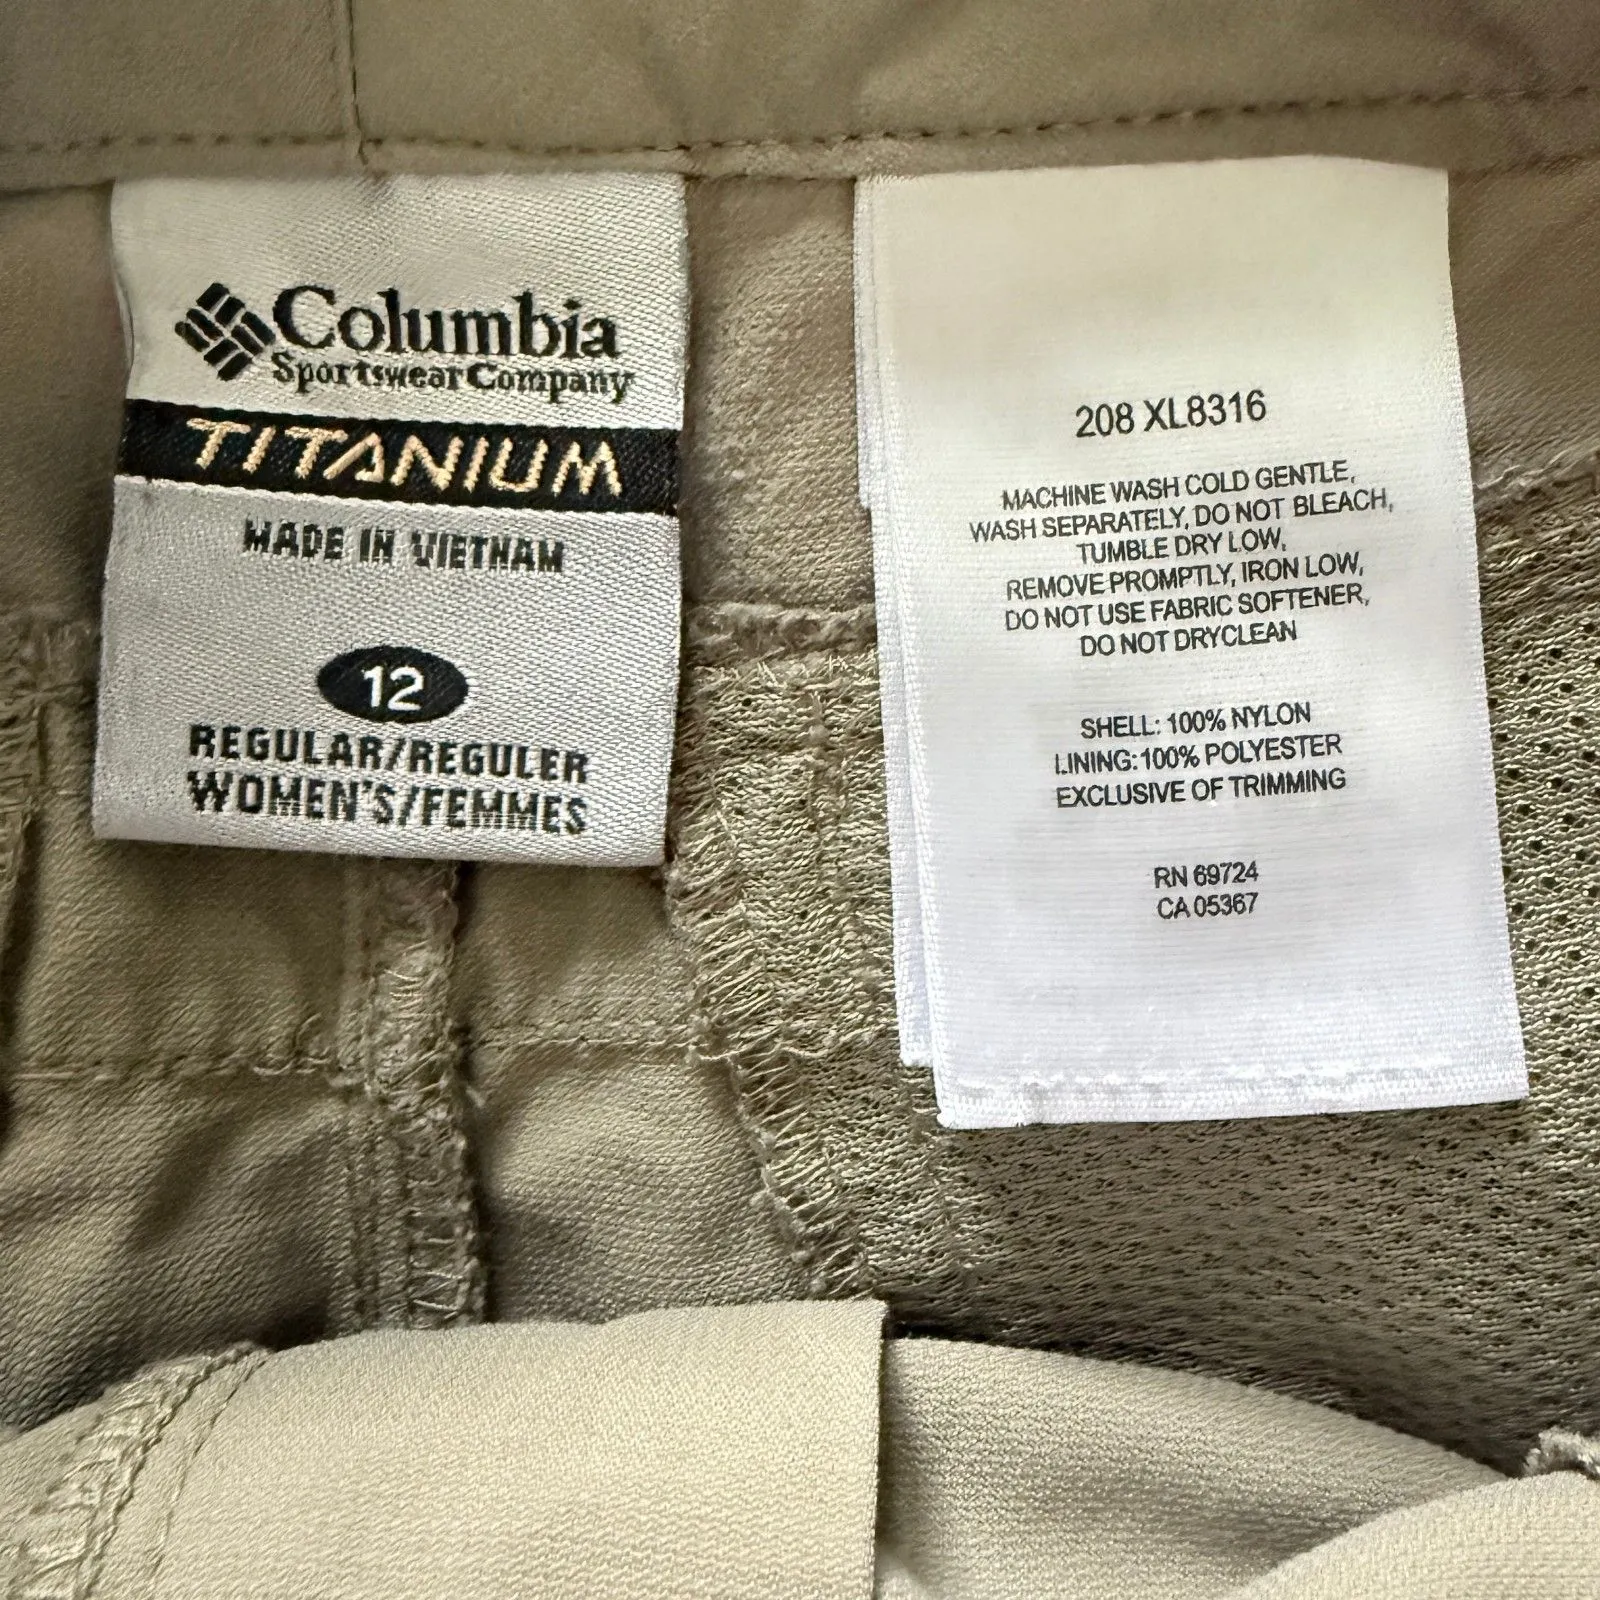 Columbia
Sportswear Company
TITANIUM
MADE IN VIETNAM
12
REGULAR/REGULER
WOMEN'S/FEMMES
208 XL8316
MACHINE WASH COLD GENTLE,
WASH SEPARATELY, DO NOT BLEACH,
TUMBLE DRY LOW,
REMOVE PROMPTLY, IRON LOW,
DO NOT USE FABRIC SOFTENER,
DO NOT DRYCLEAN
SHELL: 100% NYLON
LINING: 100% POLYESTER
EXCLUSIVE OF TRIMMING
RN 69724
CA 05367